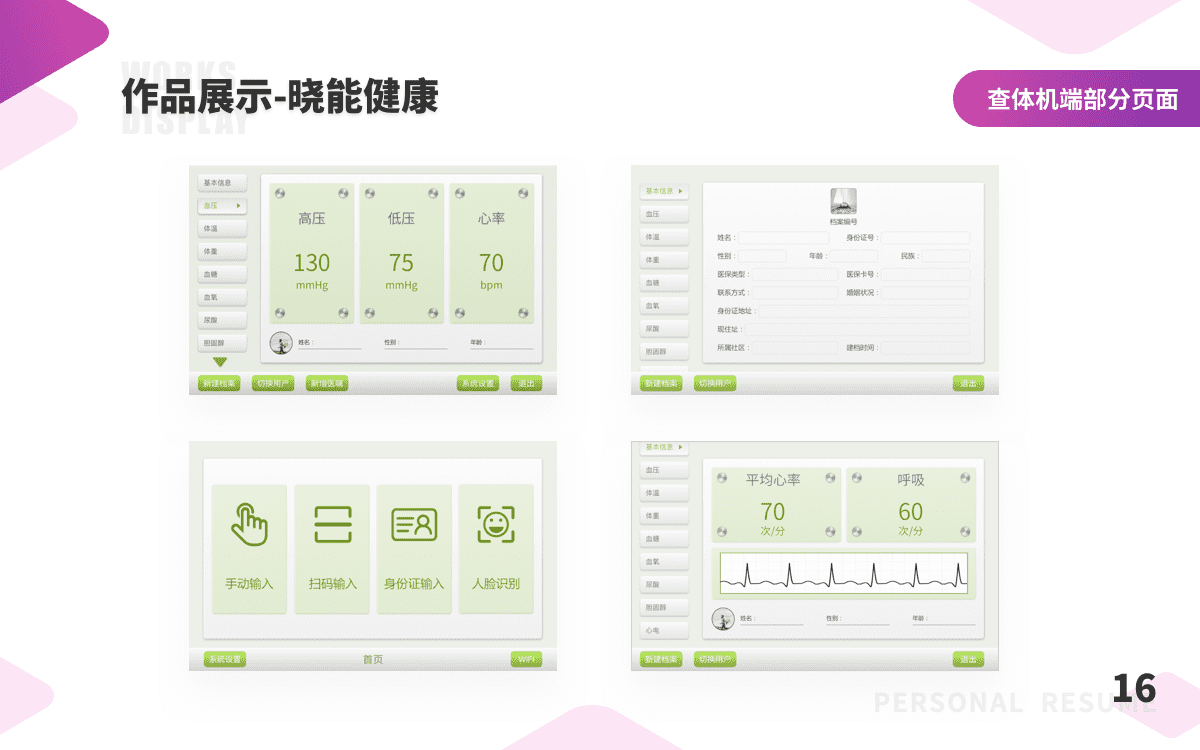 WORKS
DISPLAY
作品展示-晓能健康
查体机端部分页面
基本信息
血压
体温
体重
血糖
血氧
尿酸
胆固醇
高压
130
mmHg
低压
75
mmHg
心率
70
bpm
姓名：
性别：
年龄：
新建档案
切换用户
新增医嘱
系统设置
退出
基本信息
血压
体温
体重
血糖
血氧
尿酸
胆固醇
档案编号
姓名：
身份证号：
性别：
年龄：
民族：
医保类型：
医保卡号：
联系方式：
婚姻状况：
身份证地址：
现住址：
所属社区：
建档时间：
新建档案
切换用户
退出
手动输入
扫码输入
身份证输入
人脸识别
系统设置
首页
WiFi
基本信息
血压
体温
体重
血糖
血氧
尿酸
胆固醇
心电
平均心率
70
次/分
呼吸
60
次/分
姓名：
性别：
年龄：
新建档案
切换用户
退出
PERSONAL RESUME
16